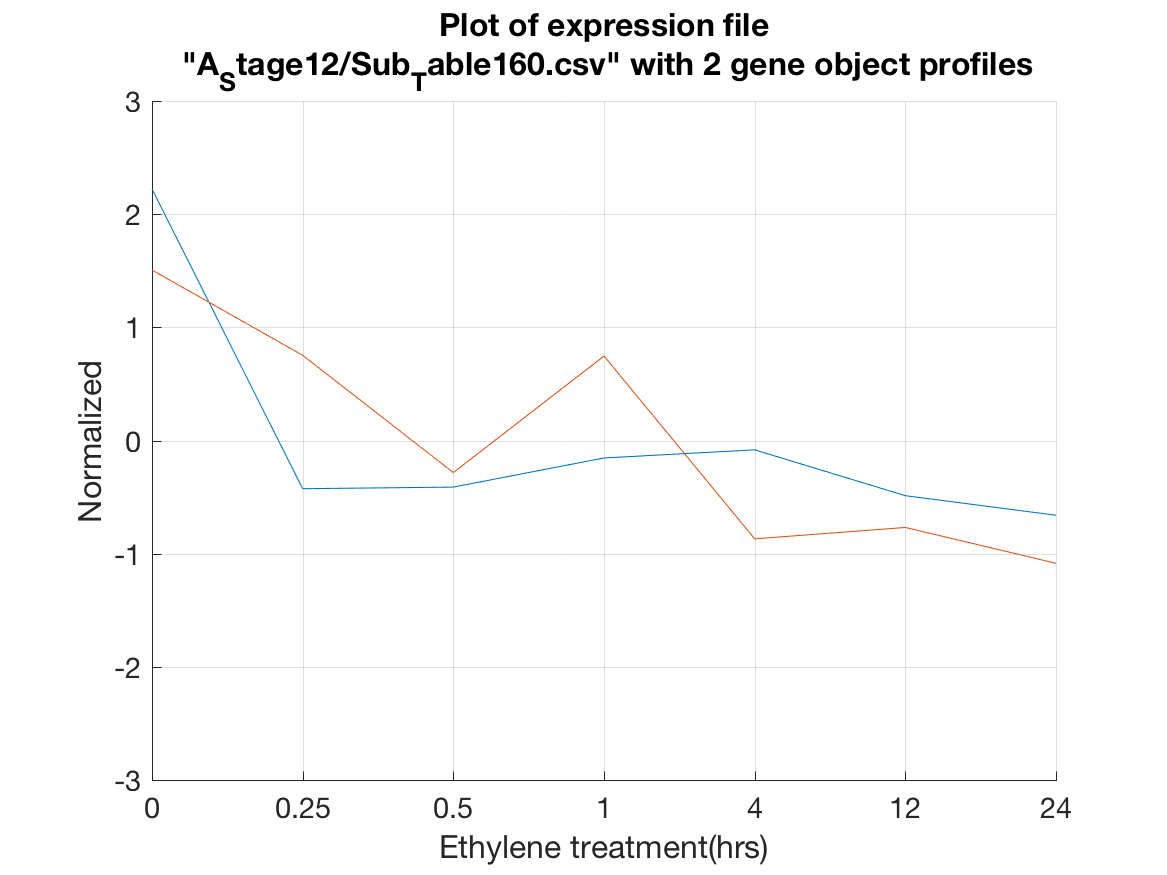 Plot of expression file
"A_Stage12/Sub_Table160.csv" with 2 gene object profiles
3
2
1
0
-1
-2
-3
Normalized
0 0.25 0.5 1 4 12 24
Ethylene treatment(hrs)